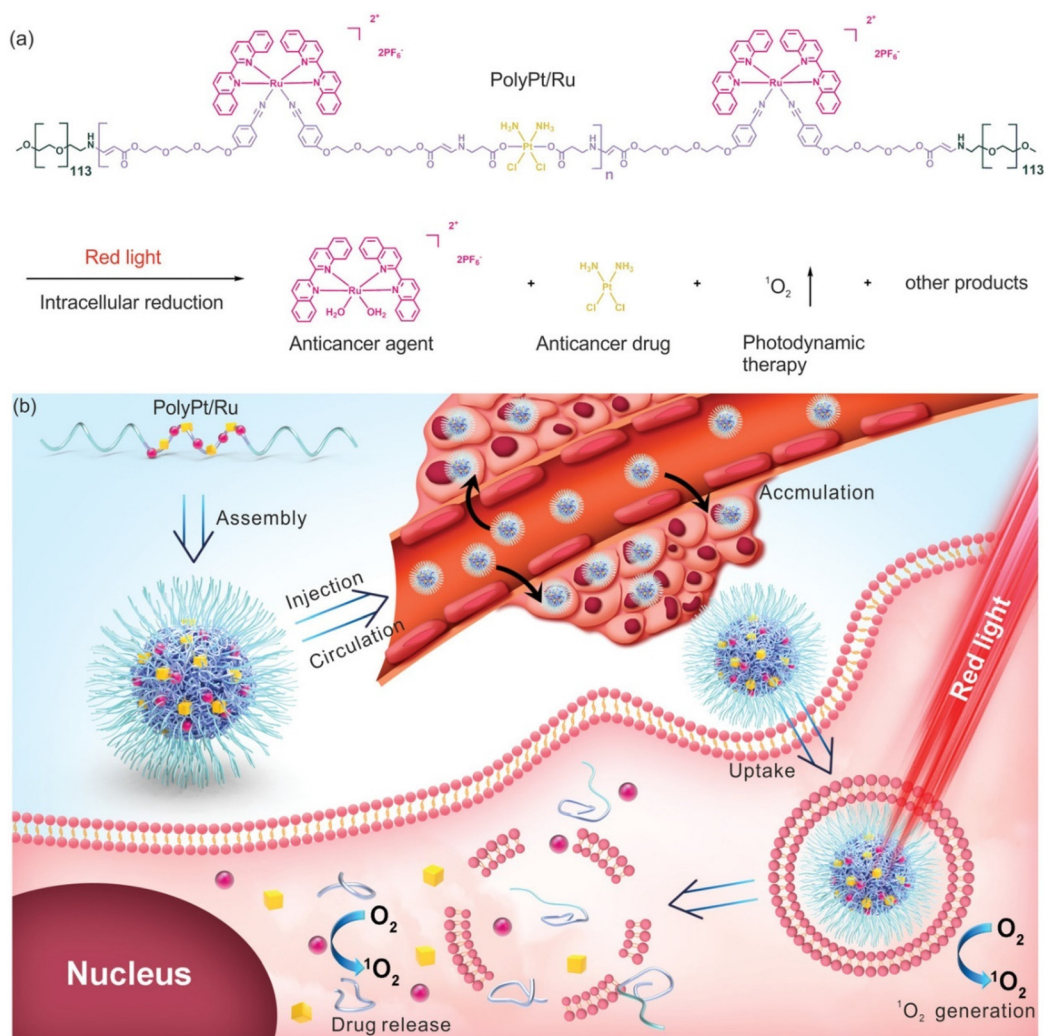 (a)
2+
2PF₆⁻
2+
2PF₆⁻
PolyPt/Ru
N N N N
Ru
N N
N N N N
Ru
N N
H₃N NH₃
O Pt O
Cl Cl
O O 113 H N O O O O O O O O O O H N O O O H N n O O O O O O O O O O H N O O 113
Red light
Intracellular reduction
2+
2PF₆⁻
N N N N
Ru
H₂O OH₂
Anticancer agent
+
H₃N NH₃
Pt
Cl Cl
Anticancer drug
+
¹O₂
Photodynamic
therapy
+
other products
(b)
PolyPt/Ru
Assembly
Injection
Circulation
Accmulation
Red light
Uptake
O₂
¹O₂
¹O₂ generation
O₂
¹O₂
Drug release
Nucleus